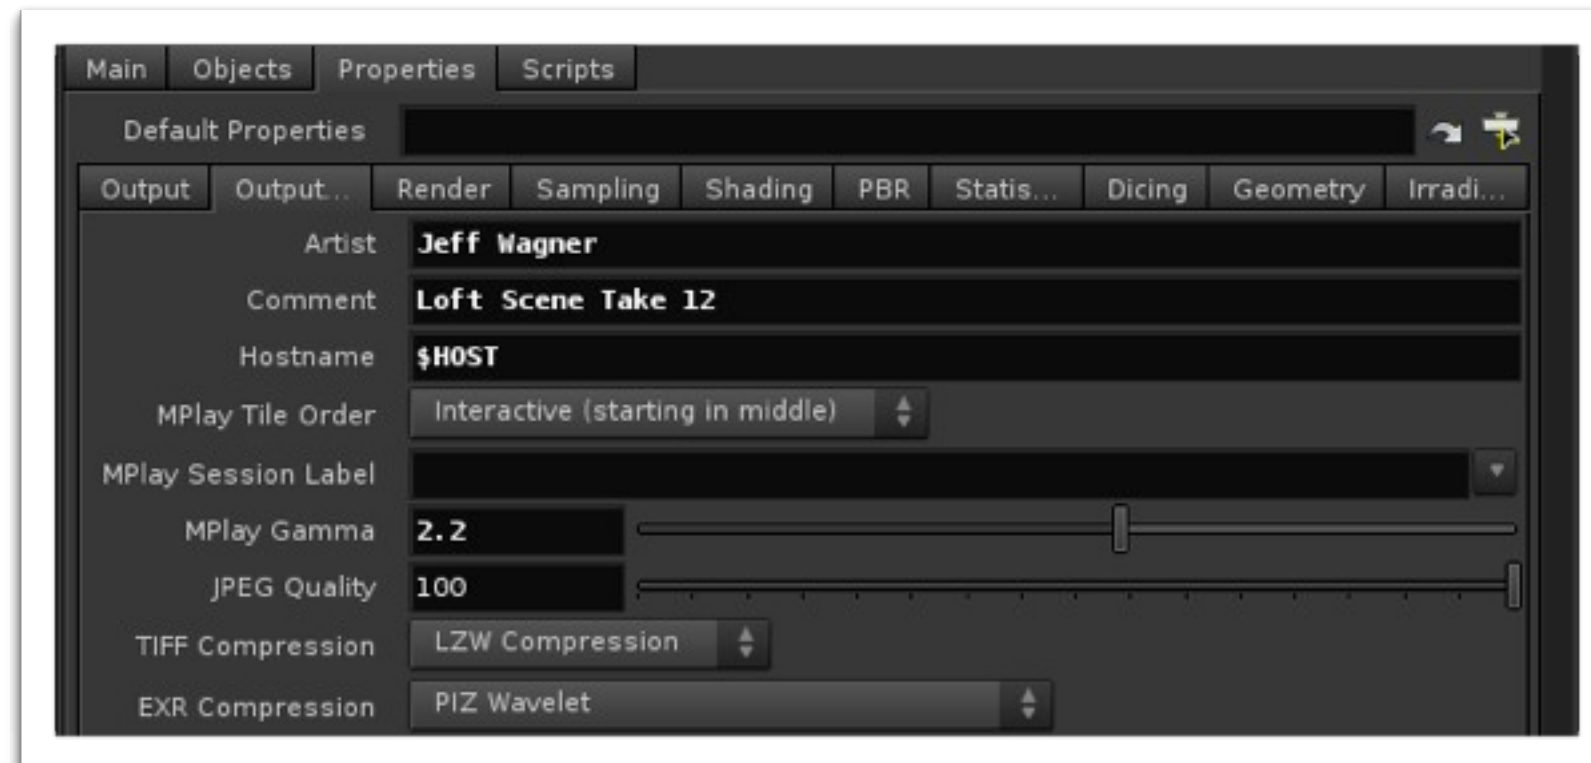 Main Objects Properties Scripts
Default Properties
Output Output... Render Sampling Shading PBR Statis... Dicing Geometry Irradi...
Artist Jeff Wagner
Comment Loft Scene Take 12
Hostname $HOST
MPlay Tile Order Interactive (starting in middle)
MPlay Session Label
MPlay Gamma 2.2
JPEG Quality 100
TIFF Compression LZW Compression
EXR Compression PIZ Wavelet